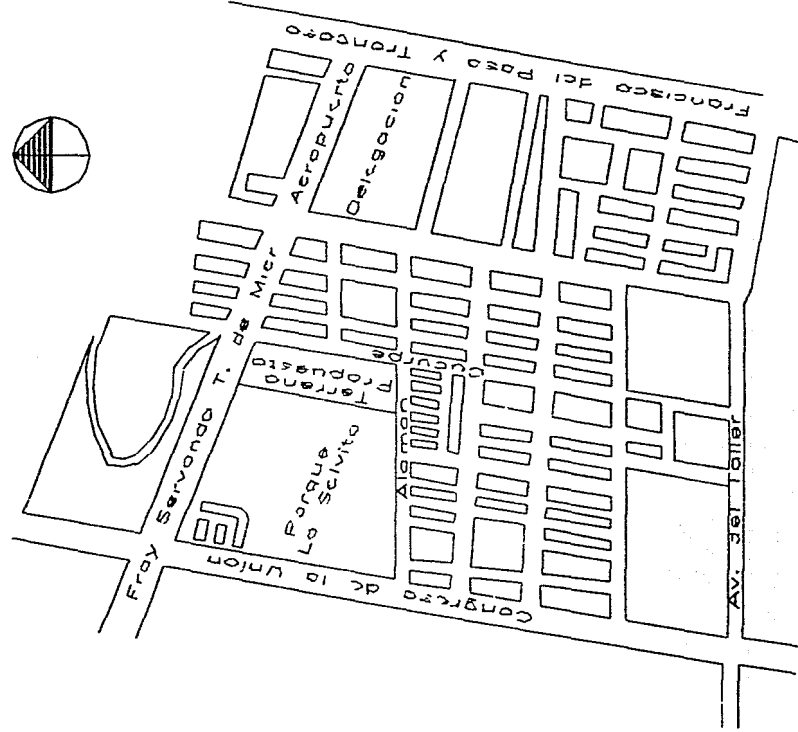 Francisco del Paso y Troncoso
Aeropuerto
Delegacion
Fray Servando T. de Mier
Cucurpe
Terreno
Propuesto
Alaman
Parque
La Selvita
Av. del Taller
Congreso de la Union